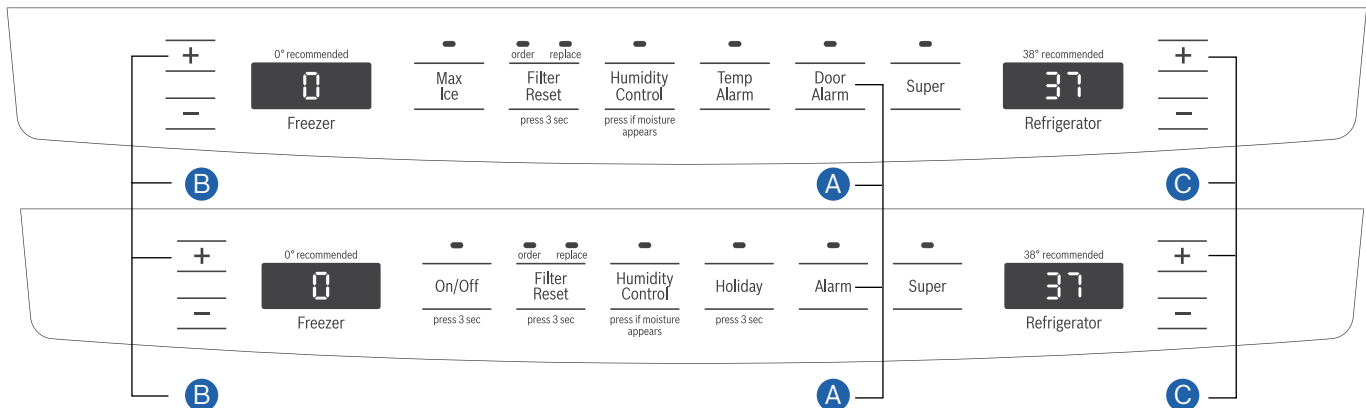 +
−
0° recommended
0
Freezer
Max
Ice
order replace
Filter
Reset
press 3 sec
Humidity
Control
press if moisture
appears
Temp
Alarm
Door
Alarm
Super
38° recommended
37
Refrigerator
+
−
B
A
C
+
−
0° recommended
0
Freezer
On/Off
press 3 sec
order replace
Filter
Reset
press 3 sec
Humidity
Control
press if moisture
appears
Holiday
press 3 sec
Alarm
Super
38° recommended
37
Refrigerator
+
−
B
A
C